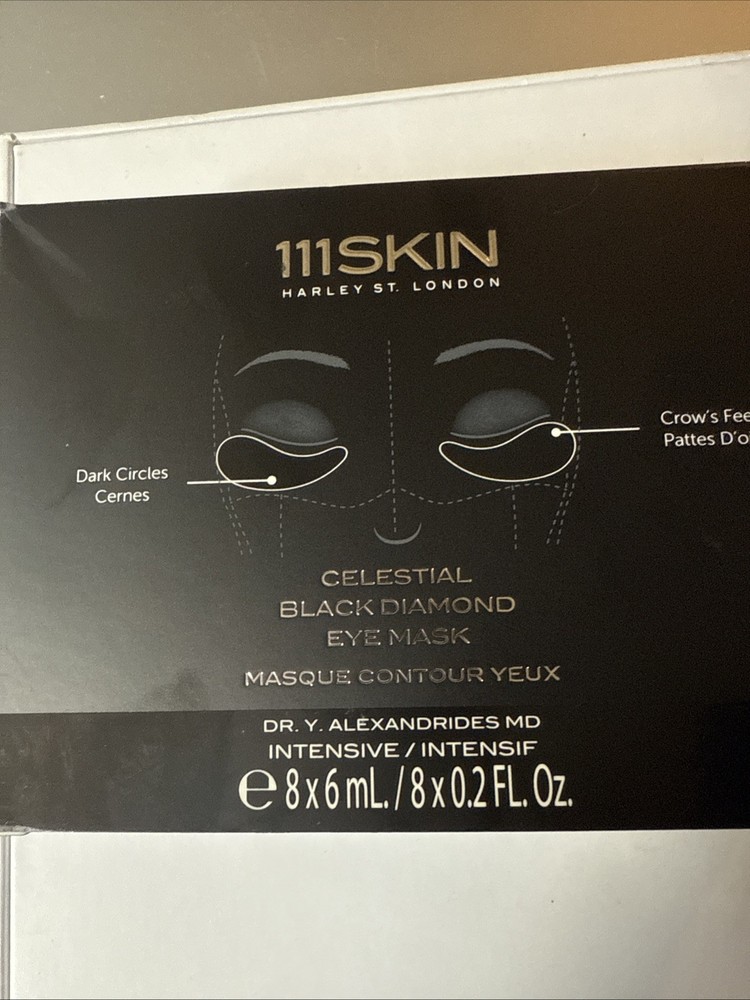 111SKIN
HARLEY ST. LONDON
Crow's Fee
Pattes D'o
Dark Circles
Cernes
CELESTIAL
BLACK DIAMOND
EYE MASK
MASQUE CONTOUR YEUX
DR. Y. ALEXANDRIDES MD
INTENSIVE / INTENSIF
℮ 8 x 6 mL. / 8 x 0.2 FL. Oz.